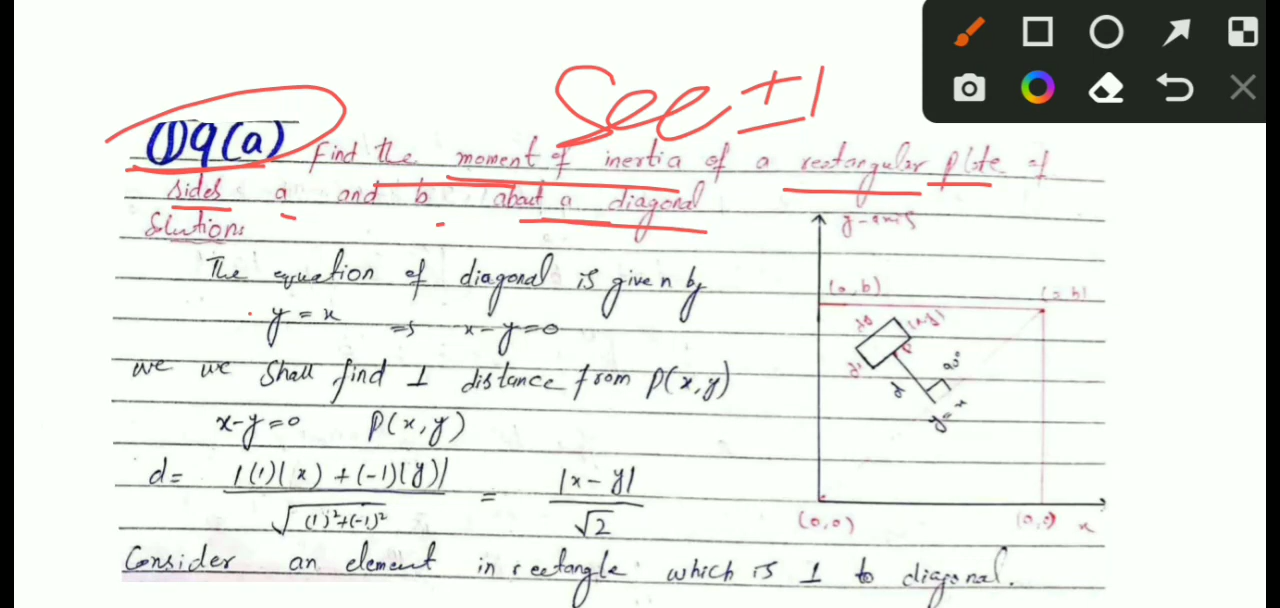 See ±1
(1)9(a) Find the moment of inertia of a rectangular plate of
sides a and b about a diagonal
Slution:
The equation of diagonal is given by
y = x ⇒ x-y=0
we we shall find ⊥ distance from P(x,y)
x-y=0 P(x,y)
d= |(1)(x)+(-1)(y)| / √(1)²+(-1)² = |x-y| / √2
Consider an element in rectangle which is ⊥ to diagonal.
y-axis
(0,b)
(a,b)
90°
d
y=x
(0,0)
x